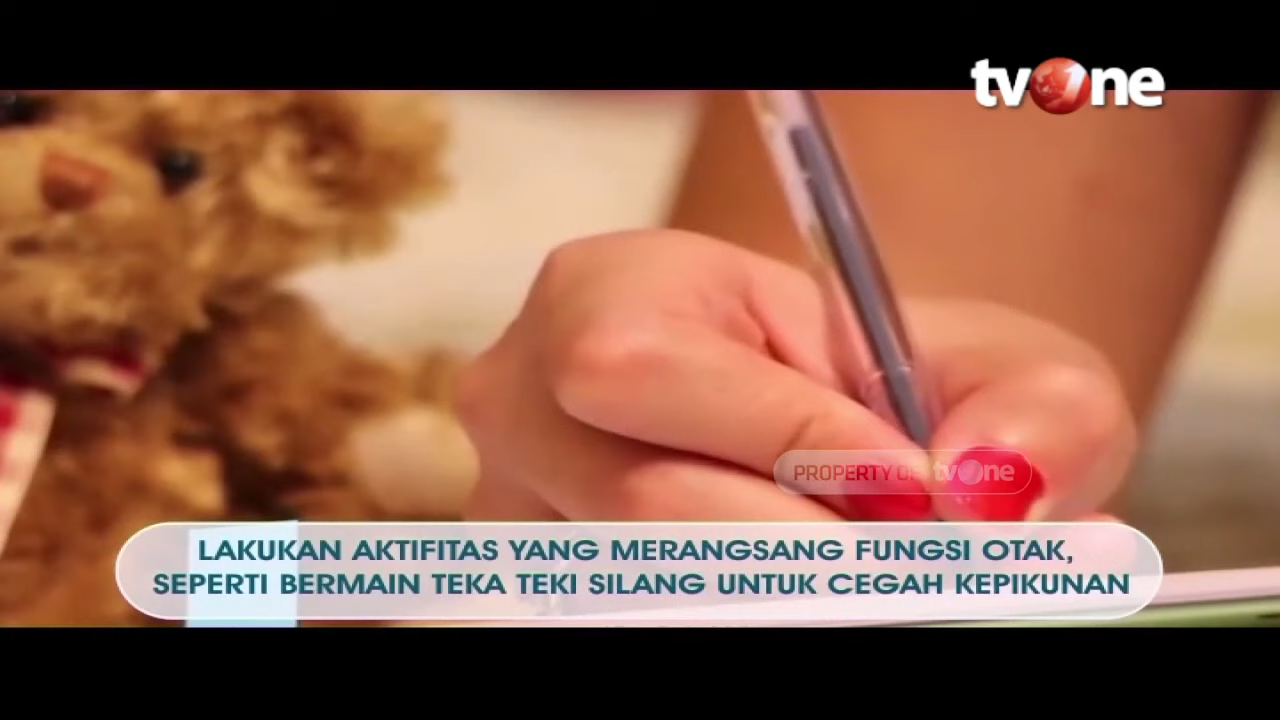 tvOne
PROPERTY OF tvOne
LAKUKAN AKTIFITAS YANG MERANGSANG FUNGSI OTAK,
SEPERTI BERMAIN TEKA TEKI SILANG UNTUK CEGAH KEPIKUNAN